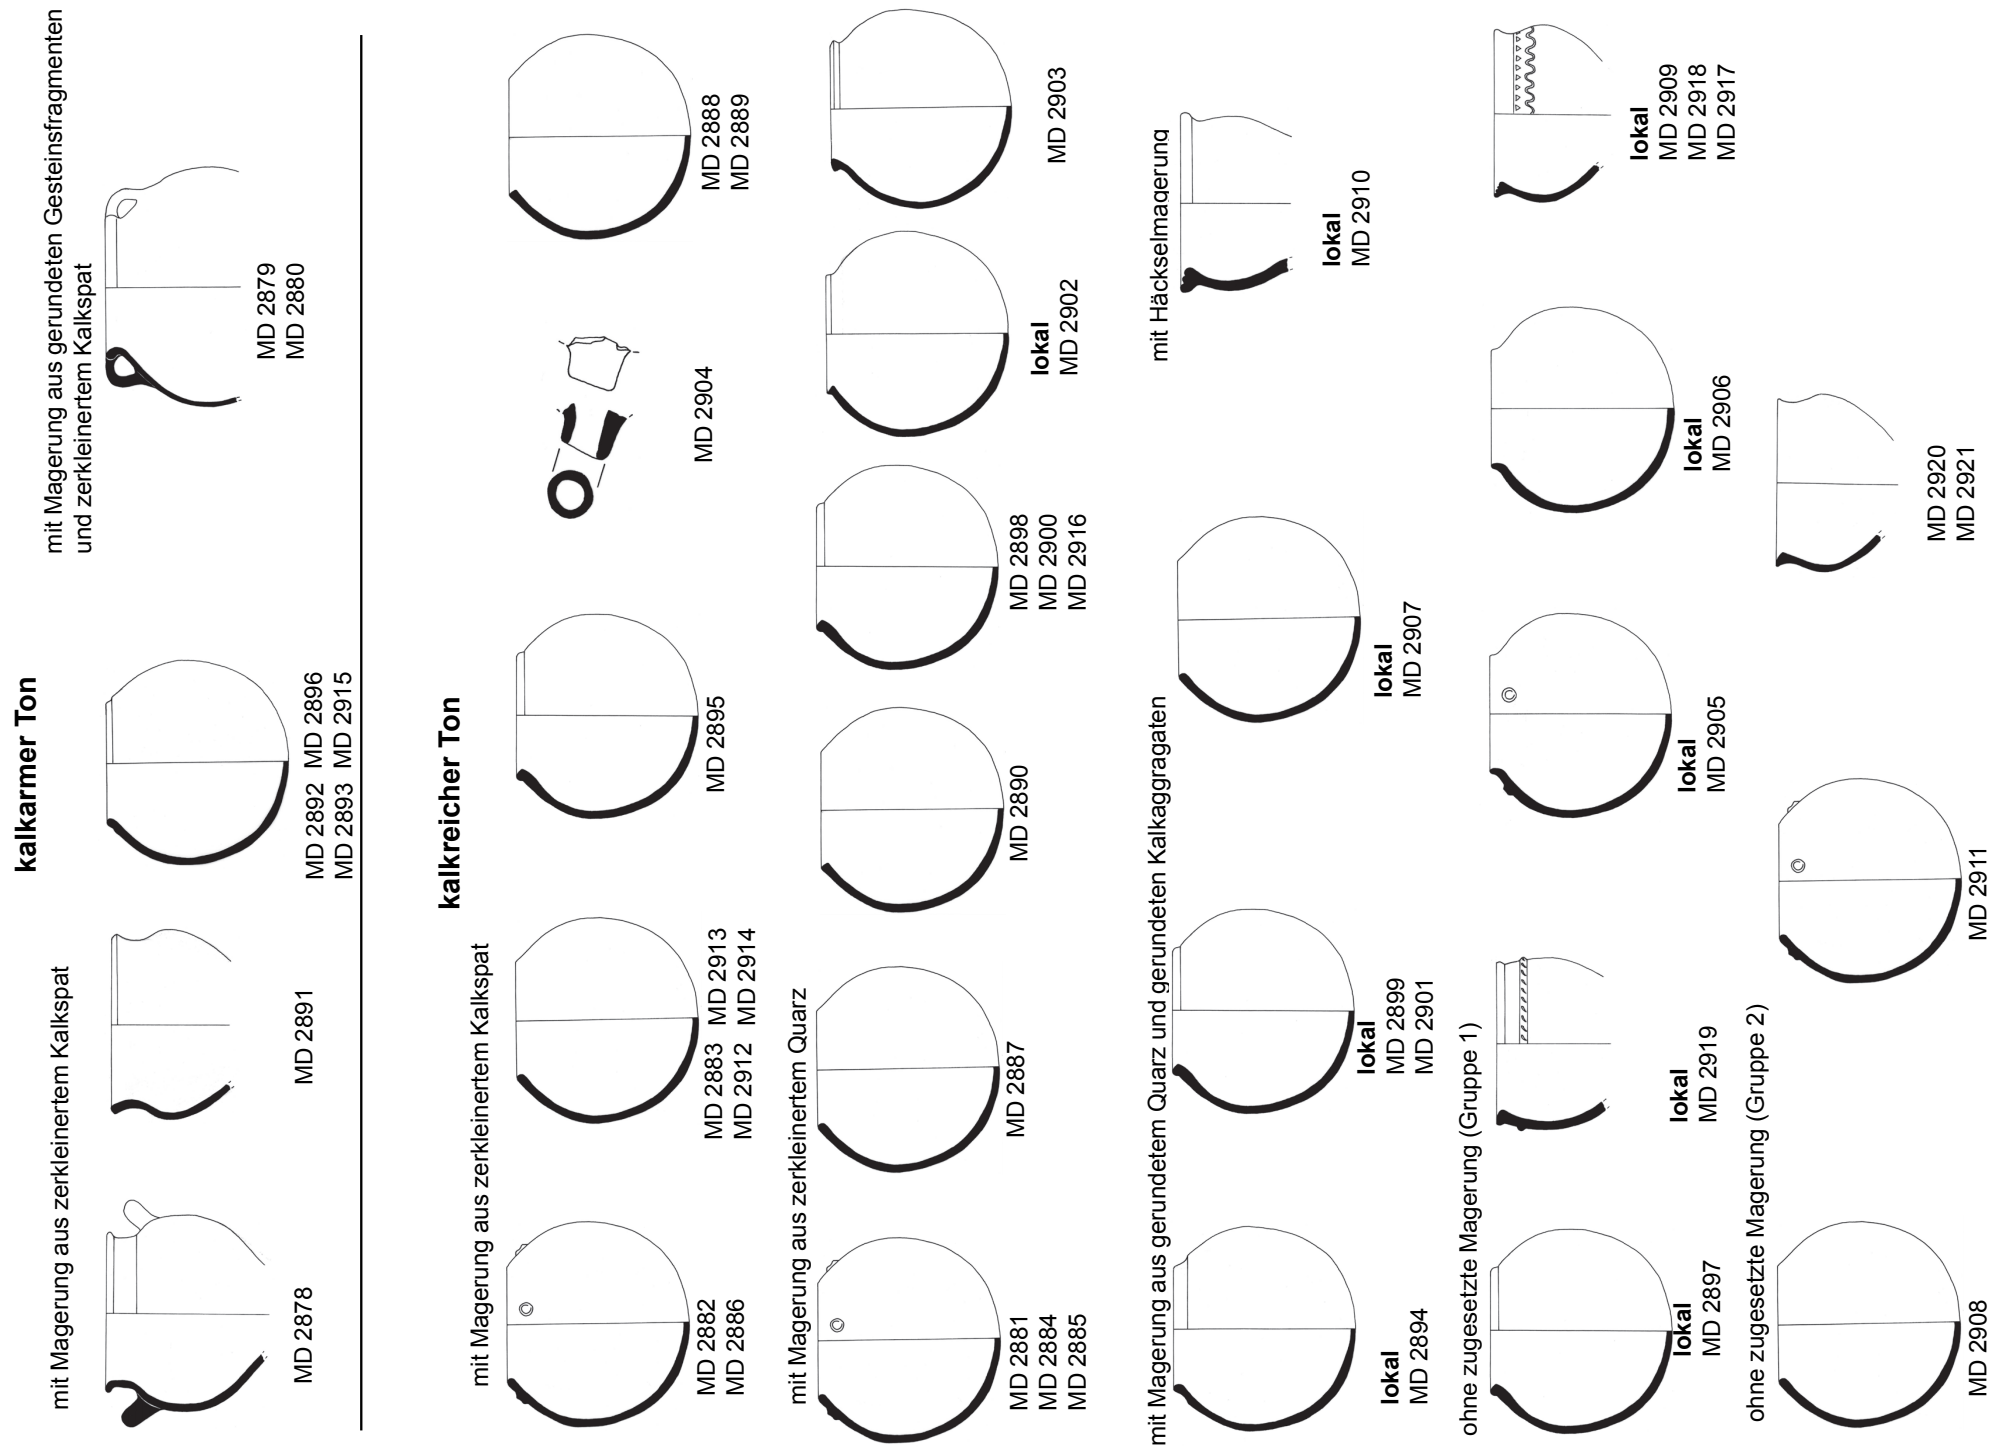 kalkarmer Ton
mit Magerung aus zerkleinertem Kalkspat
mit Magerung aus gerundeten Gesteinsfragmenten
und zerkleinertem Kalkspat
MD 2878
MD 2891
MD 2892 MD 2896
MD 2893 MD 2915
MD 2879
MD 2880
kalkreicher Ton
mit Magerung aus zerkleinertem Kalkspat
MD 2882
MD 2886
MD 2883 MD 2913
MD 2912 MD 2914
MD 2895
MD 2904
MD 2888
MD 2889
mit Magerung aus zerkleinertem Quarz
MD 2881
MD 2884
MD 2885
MD 2887
MD 2890
MD 2898
MD 2900
MD 2916
lokal
MD 2902
MD 2903
mit Magerung aus gerundetem Quarz und gerundeten Kalkaggragaten
lokal
MD 2894
lokal
MD 2899
MD 2901
lokal
MD 2907
mit Häckselmagerung
lokal
MD 2910
ohne zugesetzte Magerung (Gruppe 1)
lokal
MD 2897
lokal
MD 2919
lokal
MD 2905
lokal
MD 2906
lokal
MD 2909
MD 2918
MD 2917
ohne zugesetzte Magerung (Gruppe 2)
MD 2908
MD 2911
MD 2920
MD 2921